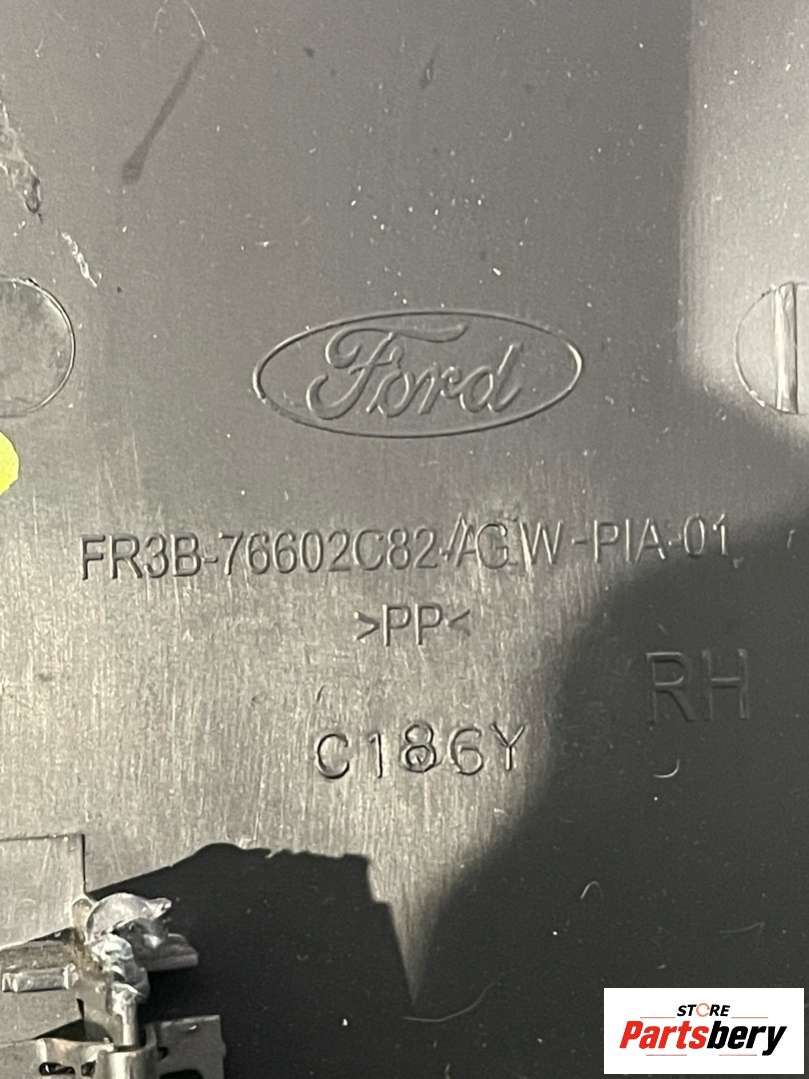 Ford
FR3B-76602C82-AGW-PIA-01
>PP<
RH
C186Y
STORE
Partsbery